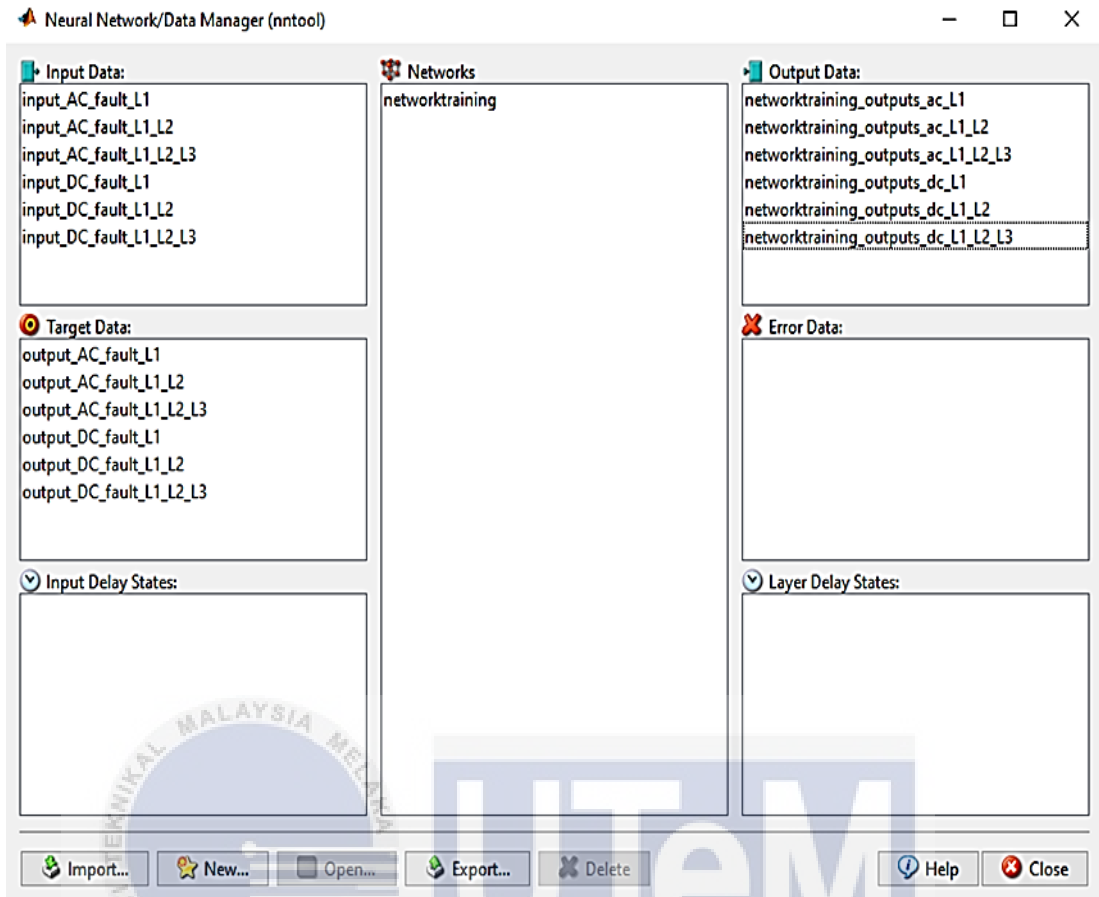 Neural Network/Data Manager (nntool)
Input Data:
input_AC_fault_L1
input_AC_fault_L1_L2
input_AC_fault_L1_L2_L3
input_DC_fault_L1
input_DC_fault_L1_L2
input_DC_fault_L1_L2_L3
Target Data:
output_AC_fault_L1
output_AC_fault_L1_L2
output_AC_fault_L1_L2_L3
output_DC_fault_L1
output_DC_fault_L1_L2
output_DC_fault_L1_L2_L3
Input Delay States:
Networks
networktraining
Output Data:
networktraining_outputs_ac_L1
networktraining_outputs_ac_L1_L2
networktraining_outputs_ac_L1_L2_L3
networktraining_outputs_dc_L1
networktraining_outputs_dc_L1_L2
networktraining_outputs_dc_L1_L2_L3
Error Data:
Layer Delay States:
MALAYSIA
UTeM
Import...
New...
Open...
Export...
Delete
Help
Close